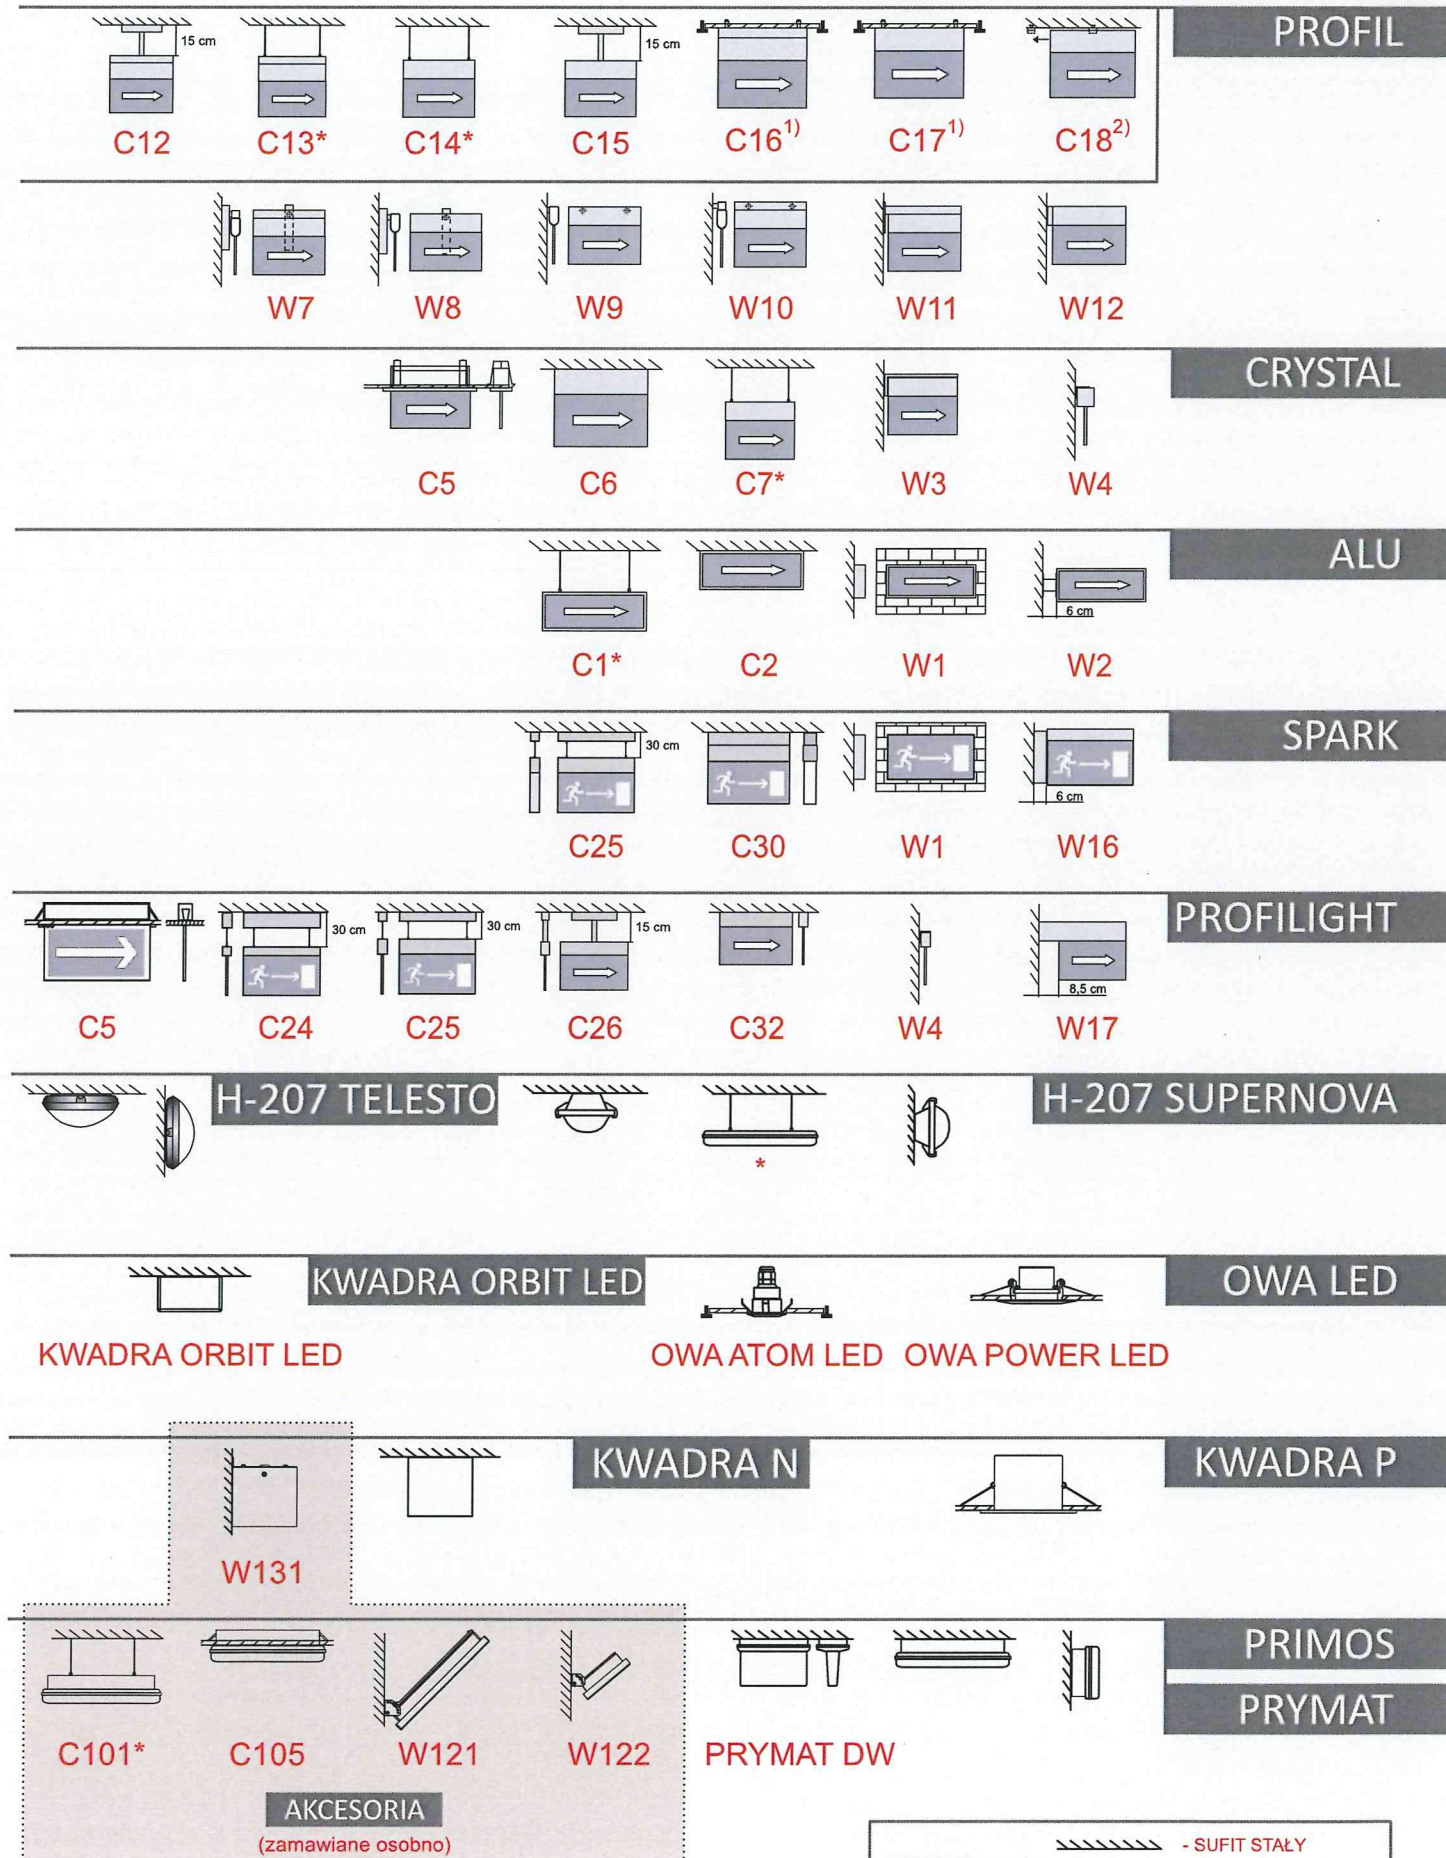 PROFIL
15 cm
15 cm
C12 C13* C14* C15 C16¹⁾ C17¹⁾ C18²⁾
W7 W8 W9 W10 W11 W12
CRYSTAL
C5 C6 C7* W3 W4
ALU
6 cm
C1* C2 W1 W2
SPARK
30 cm
6 cm
C25 C30 W1 W16
PROFILIGHT
30 cm 30 cm 15 cm
8,5 cm
C5 C24 C25 C26 C32 W4 W17
H-207 TELESTO H-207 SUPERNOVA
*
KWADRA ORBIT LED OWA LED
KWADRA ORBIT LED OWA ATOM LED OWA POWER LED
KWADRA N KWADRA P
W131
PRIMOS
PRYMAT
C101* C105 W121 W122 PRYMAT DW
AKCESORIA
(zamawiane osobno)
- SUFIT STAŁY